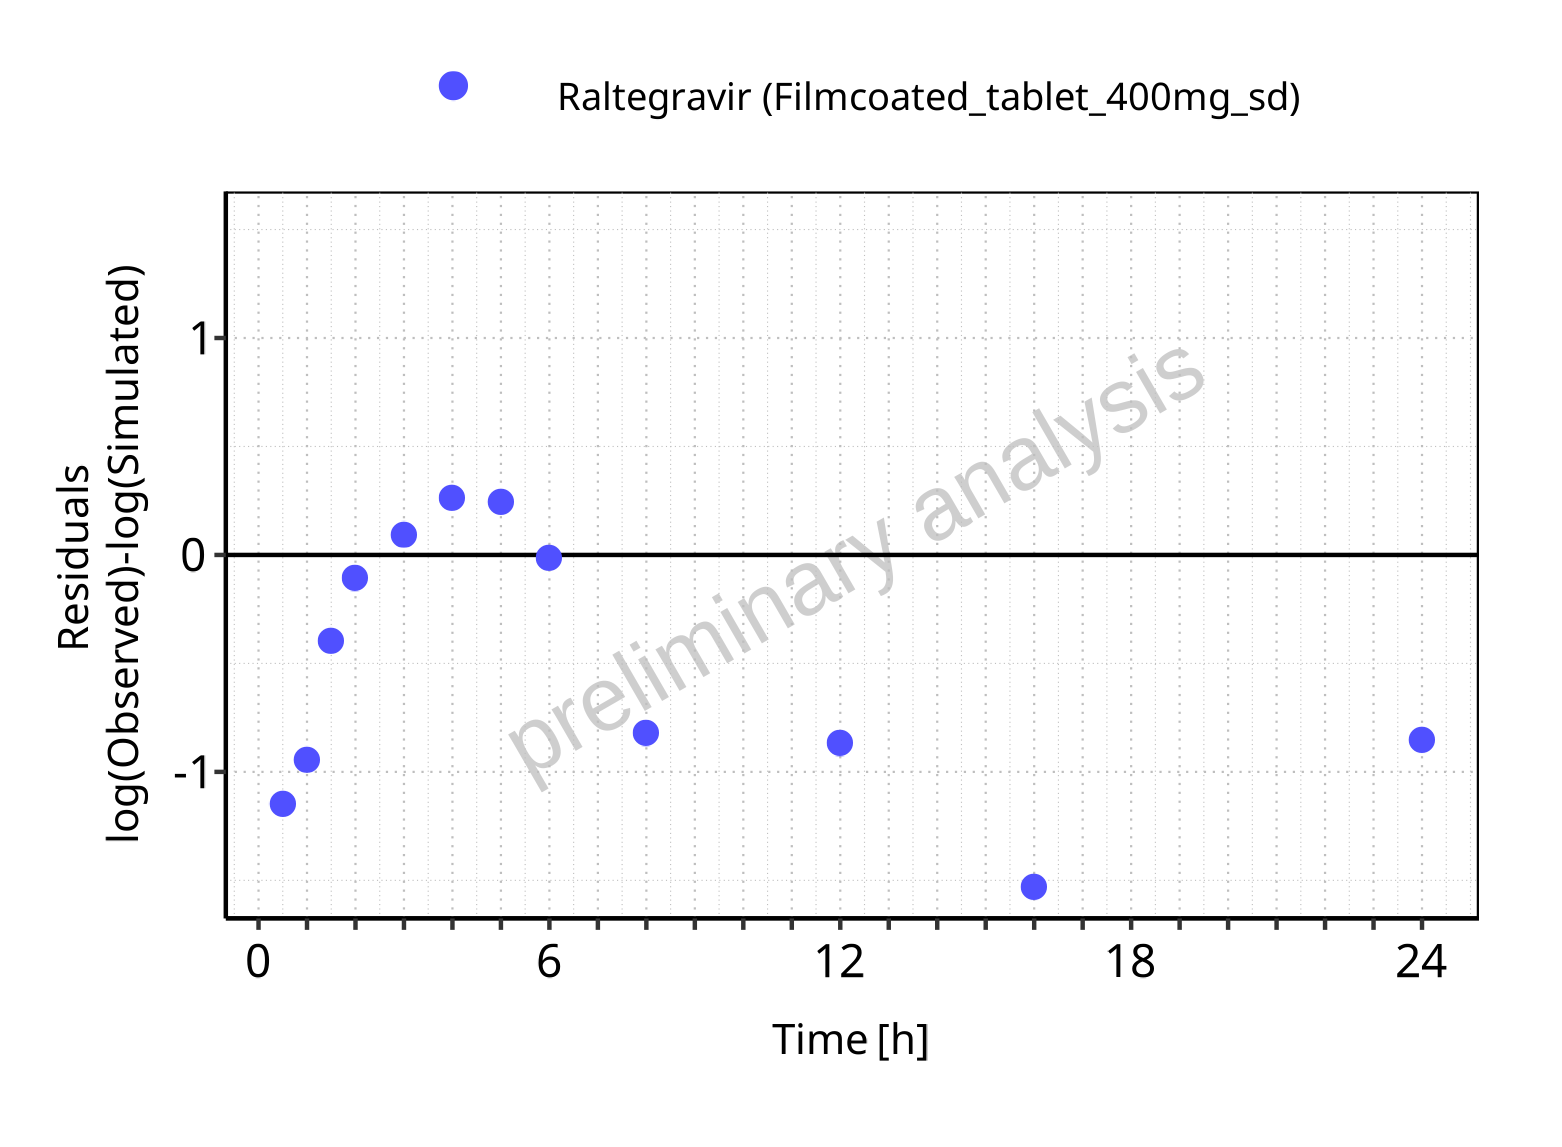 Raltegravir (Filmcoated_tablet_400mg_sd)
Residuals
log(Observed)-log(Simulated)
1
0
-1
preliminary analysis
0 6 12 18 24
Time [h]